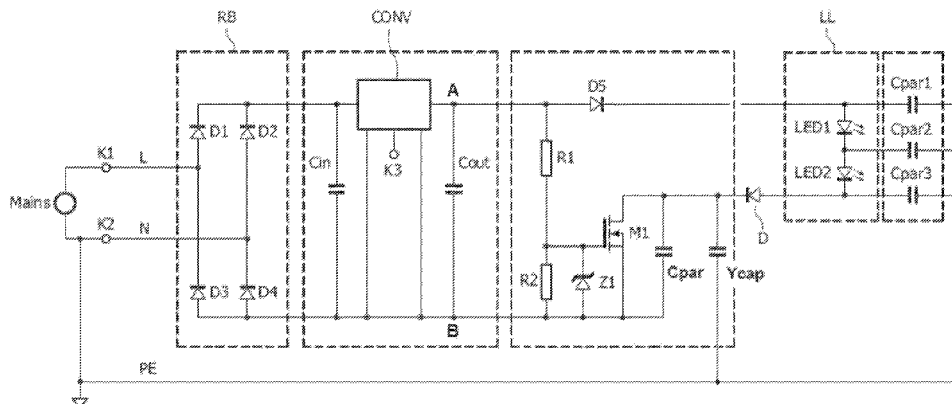 RB
CONV
LL
A
D5
Cpar1
D1
D2
LED1
Cpar2
K1
L
Cin
K3
Cout
R1
LED2
Cpar3
Mains
K2
N
M1
D
D3
D4
R2
Z1
Cpar
Ycap
B
PE